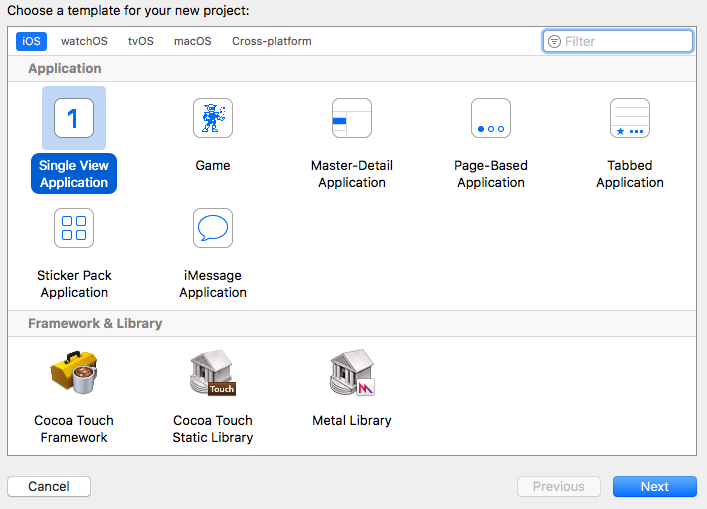 Choose a template for your new project:
iOS watchOS tvOS macOS Cross-platform Filter
Application
1
Single View Application
Game
Master-Detail Application
Page-Based Application
Tabbed Application
Sticker Pack Application
iMessage Application
Framework & Library
Touch
Cocoa Touch Framework
Cocoa Touch Static Library
Metal Library
Cancel Previous Next